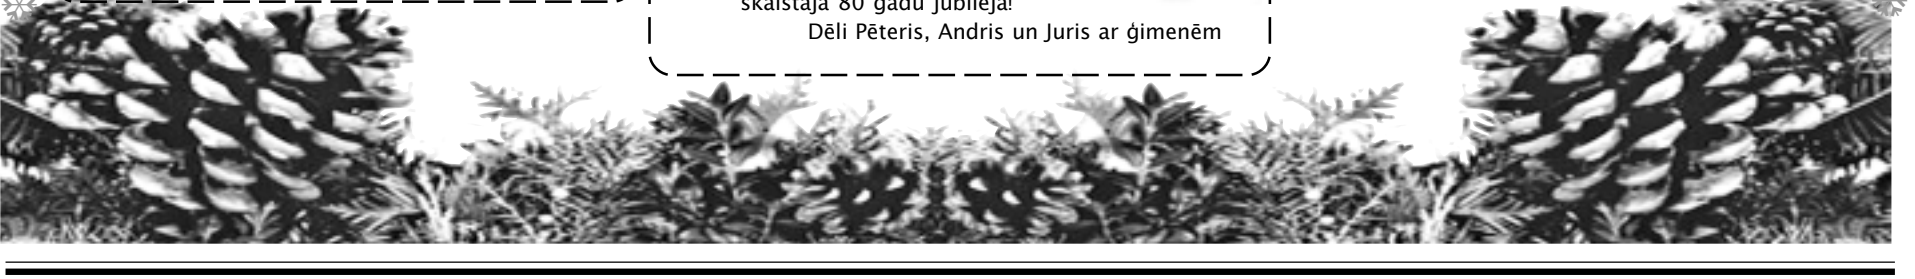 skaistajā 80 gadu jubilejā!
Dēli Pēteris, Andris un Juris ar ģimenēm